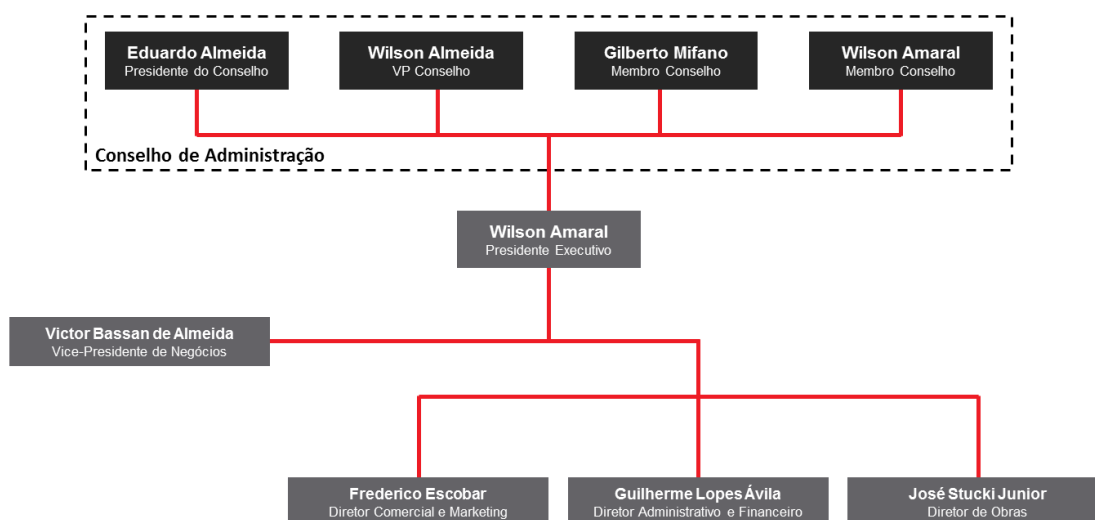 Eduardo Almeida
Presidente do Conselho
Wilson Almeida
VP Conselho
Gilberto Mifano
Membro Conselho
Wilson Amaral
Membro Conselho
Conselho de Administração
Wilson Amaral
Presidente Executivo
Victor Bassan de Almeida
Vice-Presidente de Negócios
Frederico Escobar
Diretor Comercial e Marketing
Guilherme Lopes Ávila
Diretor Administrativo e Financeiro
José Stucki Junior
Diretor de Obras